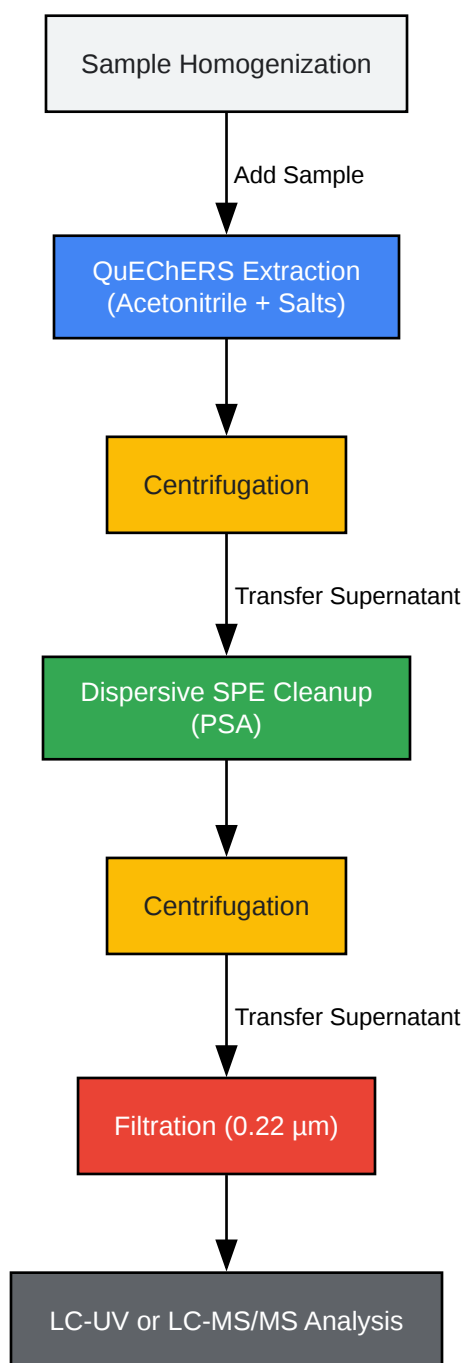 Sample Homogenization
Add Sample
QuEChERS Extraction
(Acetonitrile + Salts)
Centrifugation
Transfer Supernatant
Dispersive SPE Cleanup
(PSA)
Centrifugation
Transfer Supernatant
Filtration (0.22 µm)
LC-UV or LC-MS/MS Analysis